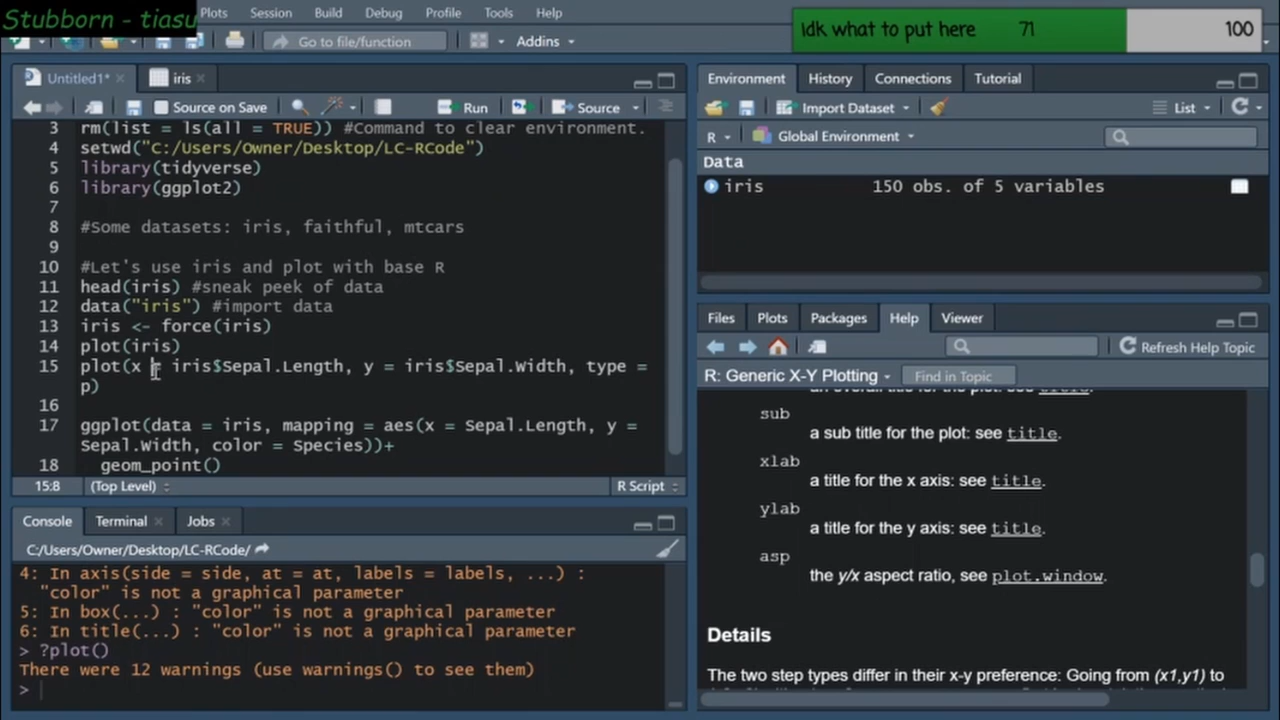 Stubborn - tiasu
Plots Session Build Debug Profile Tools Help
Idk what to put here 71 100
Go to file/function Addins
Untitled1* iris
Source on Save Run Source
3 rm(list = ls(all = TRUE)) #Command to clear environment.
4 setwd("C:/Users/Owner/Desktop/LC-RCode")
5 library(tidyverse)
6 library(ggplot2)
7
8 #Some datasets: iris, faithful, mtcars
9
10 #Let's use iris and plot with base R
11 head(iris) #sneak peek of data
12 data("iris") #import data
13 iris <- force(iris)
14 plot(iris)
15 plot(x = iris$Sepal.Length, y = iris$Sepal.Width, type =
p)
16
17 ggplot(data = iris, mapping = aes(x = Sepal.Length, y =
Sepal.Width, color = Species))+
18 geom_point()
15:8 (Top Level) R Script
Console Terminal Jobs
C:/Users/Owner/Desktop/LC-RCode/
4: In axis(side = side, at = at, labels = labels, ...) :
"color" is not a graphical parameter
5: In box(...) : "color" is not a graphical parameter
6: In title(...) : "color" is not a graphical parameter
> ?plot()
There were 12 warnings (use warnings() to see them)
>
Environment History Connections Tutorial
Import Dataset List
R Global Environment
Data
iris 150 obs. of 5 variables
Files Plots Packages Help Viewer
Refresh Help Topic
R: Generic X-Y Plotting Find in Topic
an overall title for the plot: see title.
sub
a sub title for the plot: see title.
xlab
a title for the x axis: see title.
ylab
a title for the y axis: see title.
asp
the y/x aspect ratio, see plot.window.
Details
The two step types differ in their x-y preference: Going from (x1,y1) to